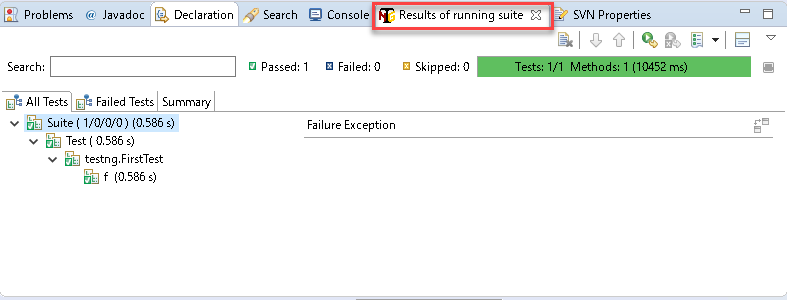 Problems @ Javadoc Declaration Search Console Results of running suite SVN Properties
Search: Passed: 1 Failed: 0 Skipped: 0 Tests: 1/1 Methods: 1 (10452 ms)
All Tests Failed Tests Summary
Suite ( 1/0/0/0 ) (0.586 s) Failure Exception
Test ( 0.586 s)
testng.FirstTest
f (0.586 s)